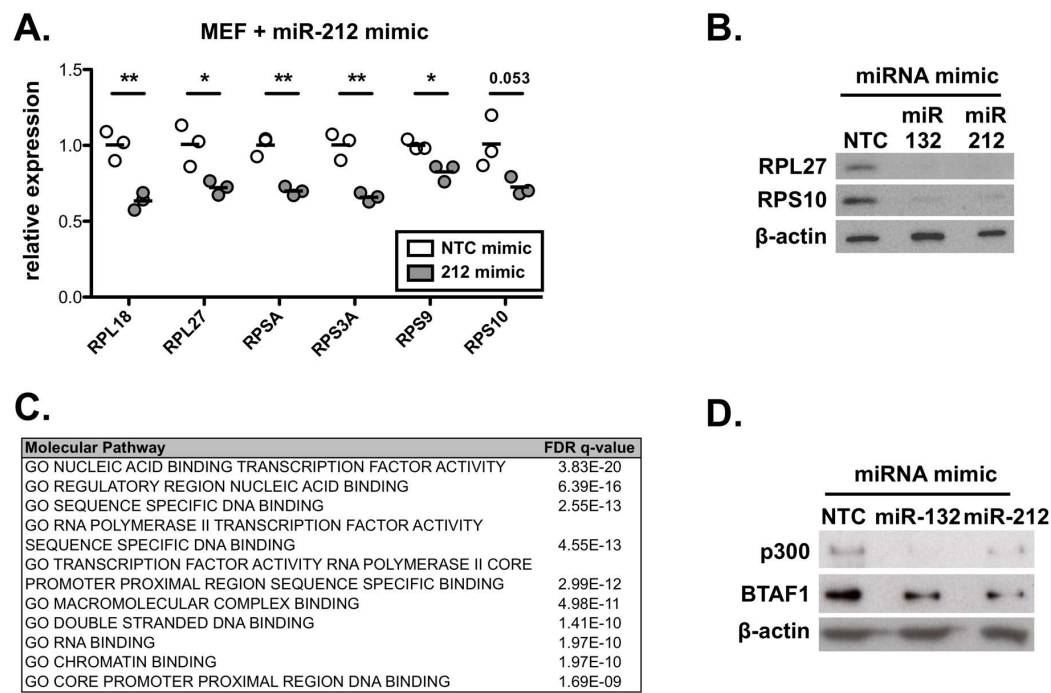 A.
MEF + miR-212 mimic
relative expression
1.5
1.0
0.5
0.0
**
*
**
**
*
0.053
NTC mimic
212 mimic
RPL18
RPL27
RPSA
RPS3A
RPS9
RPS10
B.
miRNA mimic
NTC
miR
132
miR
212
RPL27
RPS10
β-actin
C.
Molecular Pathway FDR q-value
GO NUCLEIC ACID BINDING TRANSCRIPTION FACTOR ACTIVITY 3.83E-20
GO REGULATORY REGION NUCLEIC ACID BINDING 6.39E-16
GO SEQUENCE SPECIFIC DNA BINDING 2.55E-13
GO RNA POLYMERASE II TRANSCRIPTION FACTOR ACTIVITY
SEQUENCE SPECIFIC DNA BINDING 4.55E-13
GO TRANSCRIPTION FACTOR ACTIVITY RNA POLYMERASE II CORE
PROMOTER PROXIMAL REGION SEQUENCE SPECIFIC BINDING 2.99E-12
GO MACROMOLECULAR COMPLEX BINDING 4.98E-11
GO DOUBLE STRANDED DNA BINDING 1.41E-10
GO RNA BINDING 1.97E-10
GO CHROMATIN BINDING 1.97E-10
GO CORE PROMOTER PROXIMAL REGION DNA BINDING 1.69E-09
D.
miRNA mimic
NTC miR-132 miR-212
p300
BTAF1
β-actin